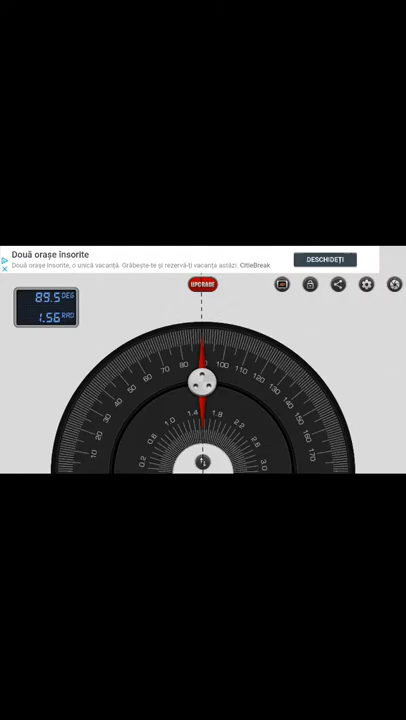 Două orașe însorite
Două orașe însorite, o unică vacanță. Grăbește-te și rezervă-ți vacanța astăzi. CitieBreak
DESCHIDEȚI
UPGRADE
89.5 DEG
1.56 RAD
10 20 30 40 50 60 70 80 100 110 120 130 140 150 160 170
0.2 0.6 1.0 1.4 1.8 2.2 2.6 3.0